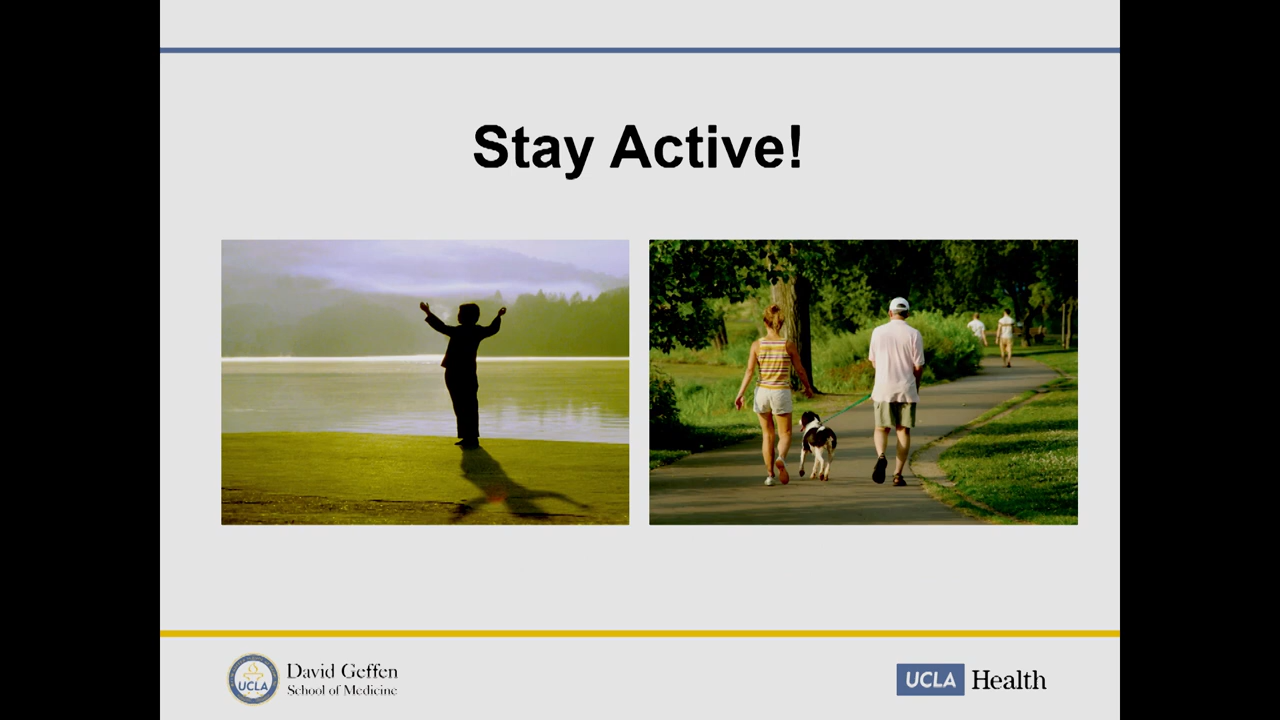 Stay Active!
UCLA
David Geffen
School of Medicine
UCLA Health